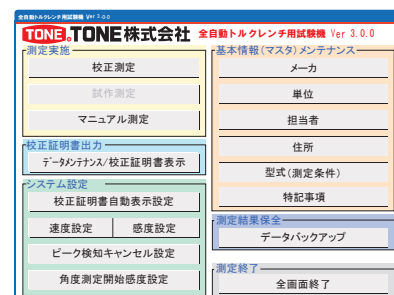 全自動トルクレンチ用試験機 Ver 3.0.0
TONE®TONE株式会社 全自動トルクレンチ用試験機 Ver 3.0.0
測定実施
校正測定
試作測定
マニュアル測定
校正証明書出力
データメンテナンス/校正証明書表示
システム設定
校正証明書自動表示設定
速度設定 感度設定
ピーク検知キャンセル設定
角度測定開始感度設定
基本情報(マスタ)メンテナンス
メーカ
単位
担当者
住所
型式(測定条件)
特記事項
測定結果保全
データバックアップ
測定終了
全画面終了